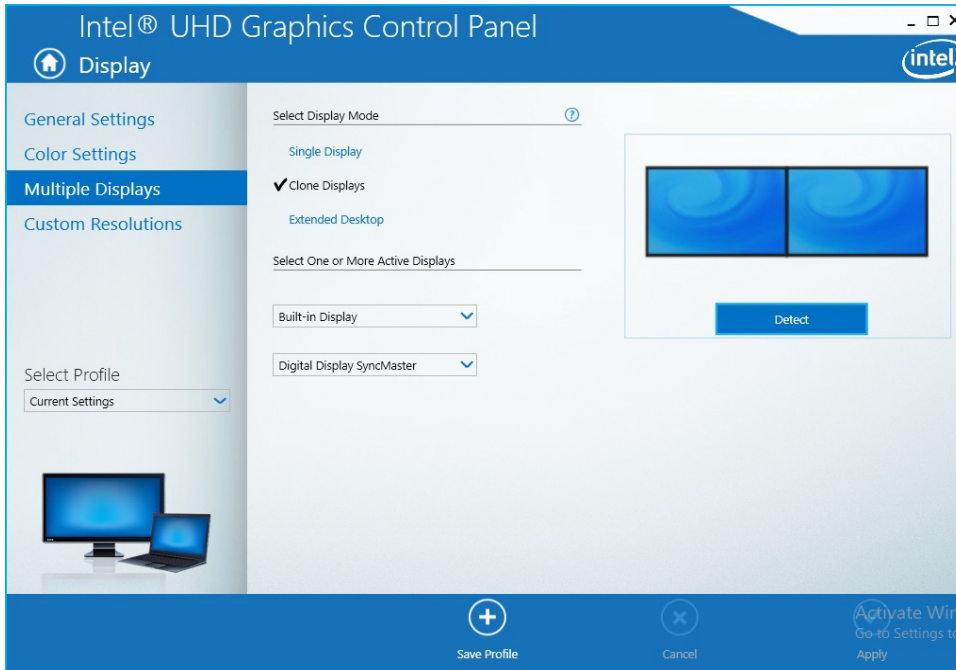 Intel® UHD Graphics Control Panel
Display
intel
General Settings
Color Settings
Multiple Displays
Custom Resolutions
Select Profile
Current Settings
Select Display Mode
Single Display
Clone Displays
Extended Desktop
Select One or More Active Displays
Built-in Display
Digital Display SyncMaster
Detect
Save Profile
Cancel
Apply
Activate Win
Go to Settings to